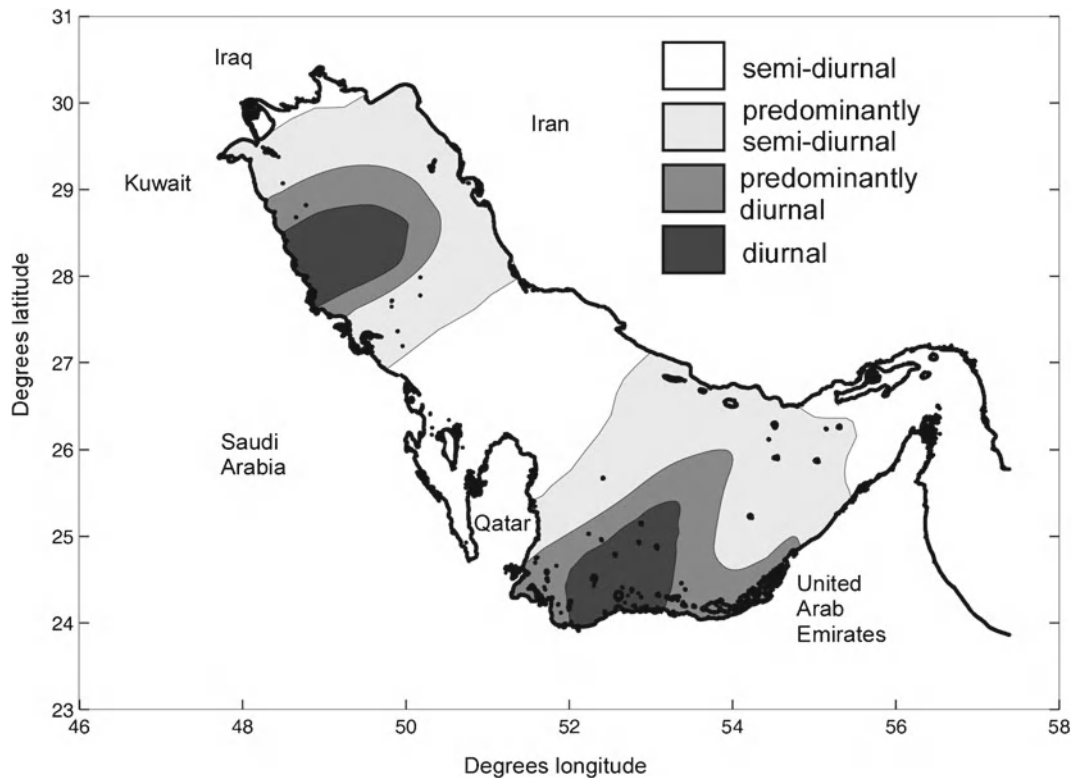 31
30
29
28
27
26
25
24
23
46
48
50
52
54
56
58
Degrees latitude
Degrees longitude
Iraq
Iran
Kuwait
Saudi
Arabia
Qatar
United
Arab
Emirates
semi-diurnal
predominantly
semi-diurnal
predominantly
diurnal
diurnal